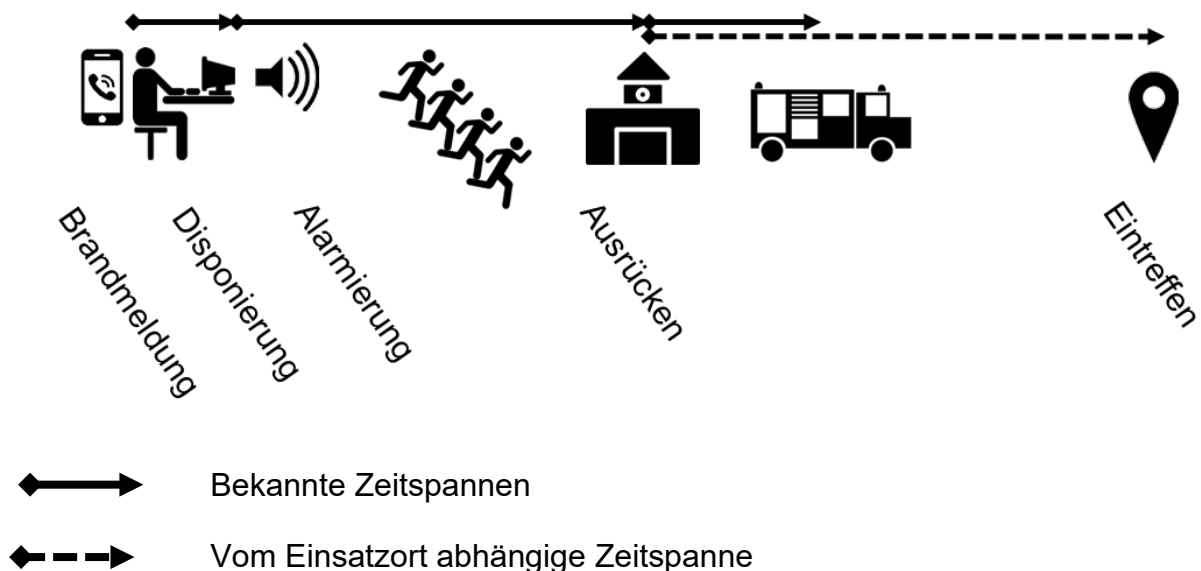 Brandmeldung
Disponierung
Alarmierung
Ausrücken
Eintreffen
Bekannte Zeitspannen
Vom Einsatzort abhängige Zeitspanne